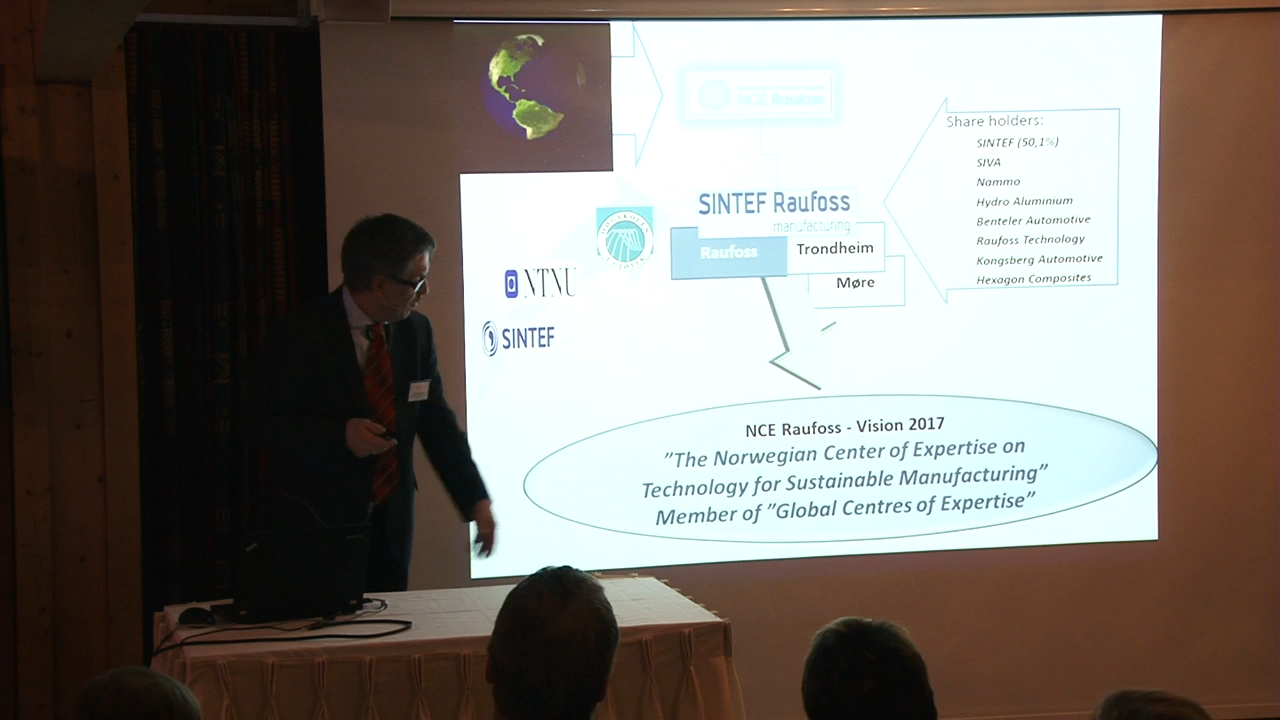 NCE Raufoss
Share holders:
SINTEF (50,1%)
SIVA
Nammo
Hydro Aluminium
Benteler Automotive
Raufoss Technology
Kongsberg Automotive
Hexagon Composites
SINTEF Raufoss
manufacturing
Raufoss
Trondheim
Møre
NTNU
SINTEF
NCE Raufoss - Vision 2017
”The Norwegian Center of Expertise on
Technology for Sustainable Manufacturing”
Member of ”Global Centres of Expertise”